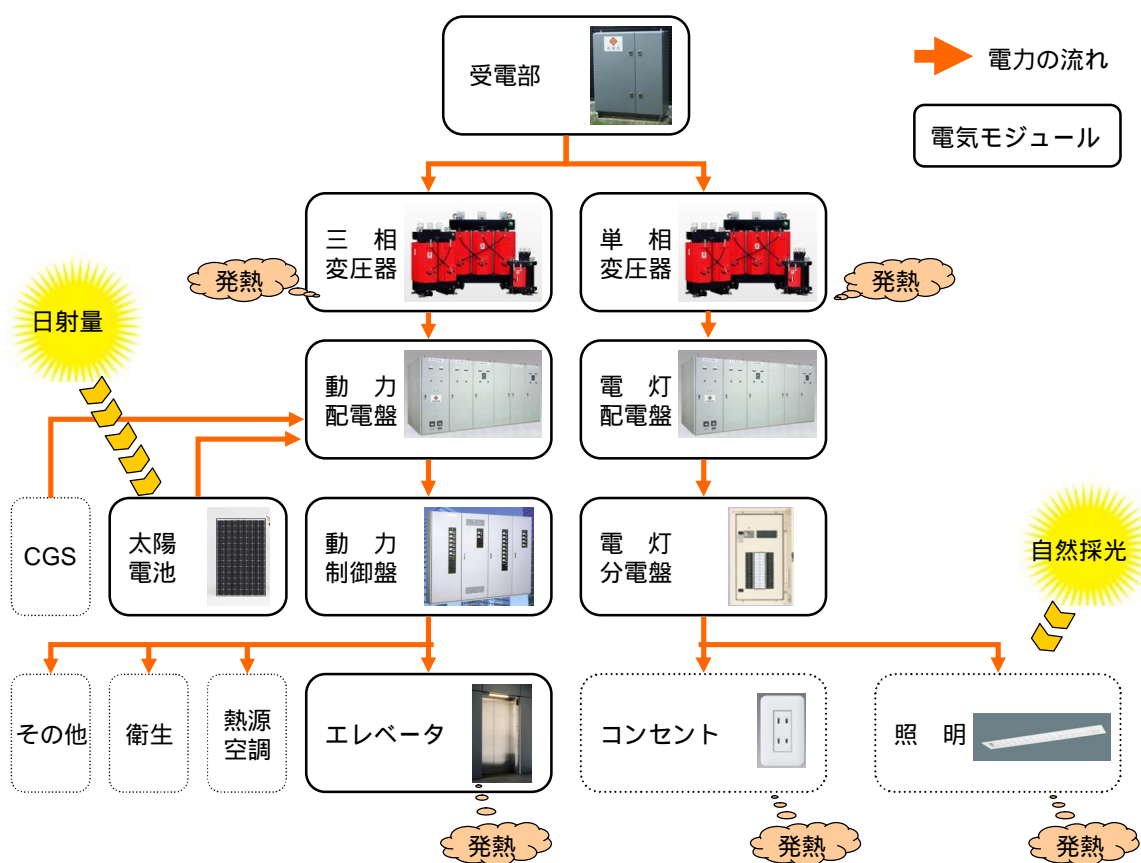 受電部
電力の流れ
電気モジュール
三　相
変圧器
単　相
変圧器
発熱
発熱
日射量
動　力
配電盤
電　灯
配電盤
CGS
太陽
電池
動　力
制御盤
電　灯
分電盤
自然採光
その他
衛生
熱源
空調
エレベータ
コンセント
照　明
発熱
発熱
発熱